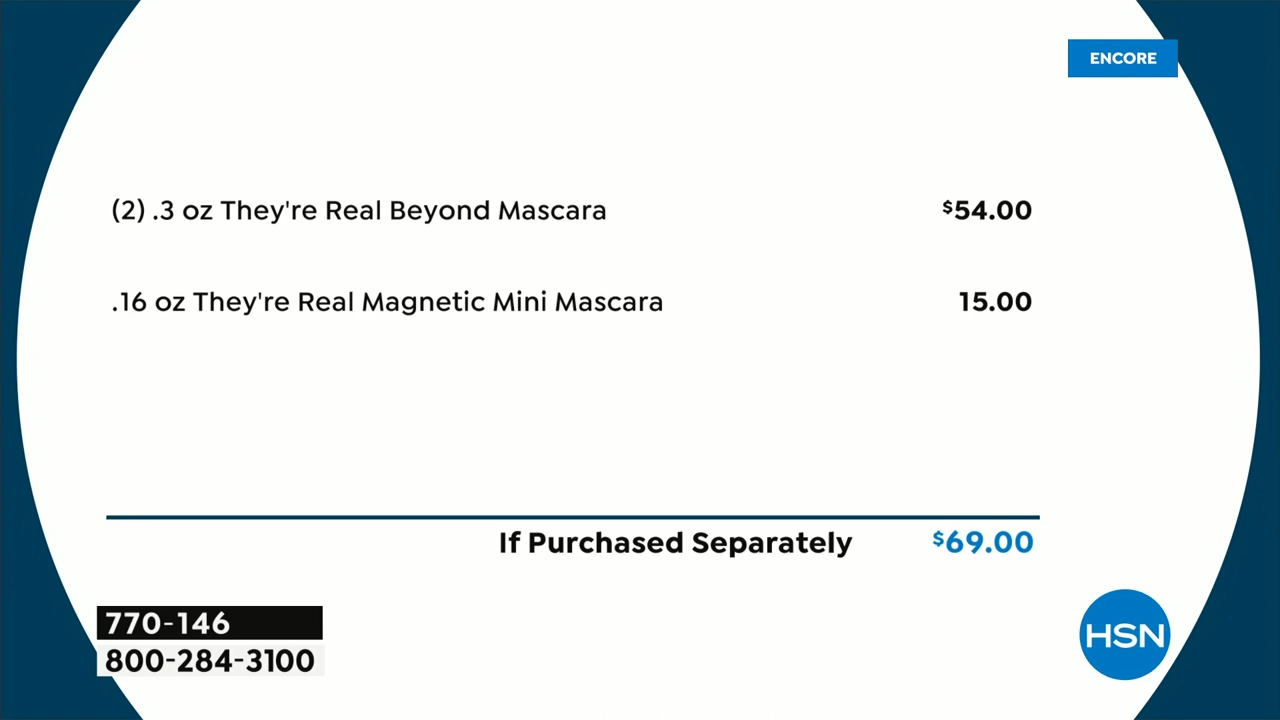 ENCORE
(2) .3 oz They're Real Beyond Mascara $54.00
.16 oz They're Real Magnetic Mini Mascara 15.00
If Purchased Separately $69.00
770-146
800-284-3100
HSN